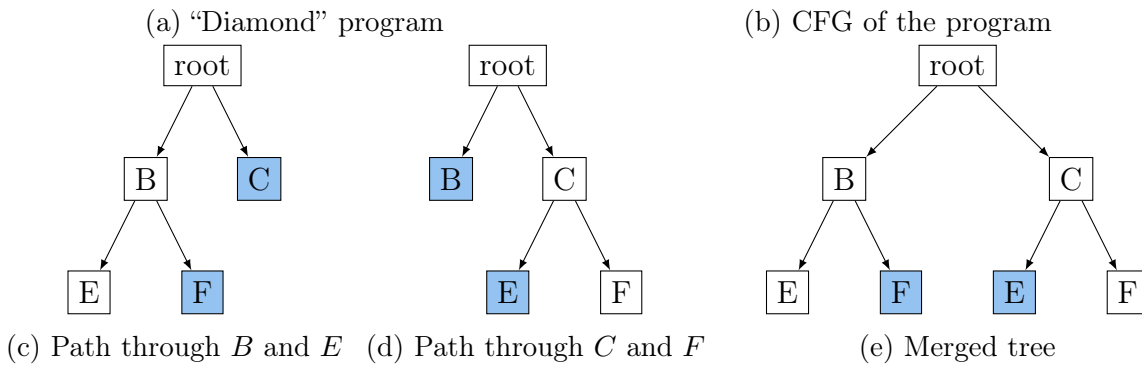 (a) “Diamond” program
(b) CFG of the program
root
root
root
B
C
B
C
B
C
E
F
E
F
E
F
E
F
(c) Path through B and E
(d) Path through C and F
(e) Merged tree